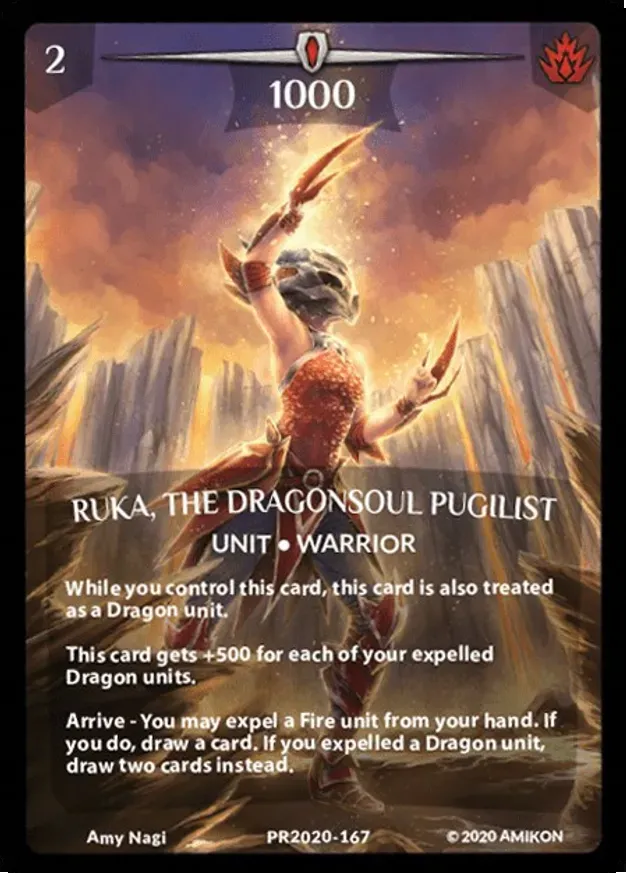 2
1000
RUKA, THE DRAGONSOUL PUGILIST
UNIT • WARRIOR
While you control this card, this card is also treated
as a Dragon unit.
This card gets +500 for each of your expelled
Dragon units.
Arrive - You may expel a Fire unit from your hand. If
you do, draw a card. If you expelled a Dragon unit,
draw two cards instead.
Amy Nagi PR2020-167 © 2020 AMIKON